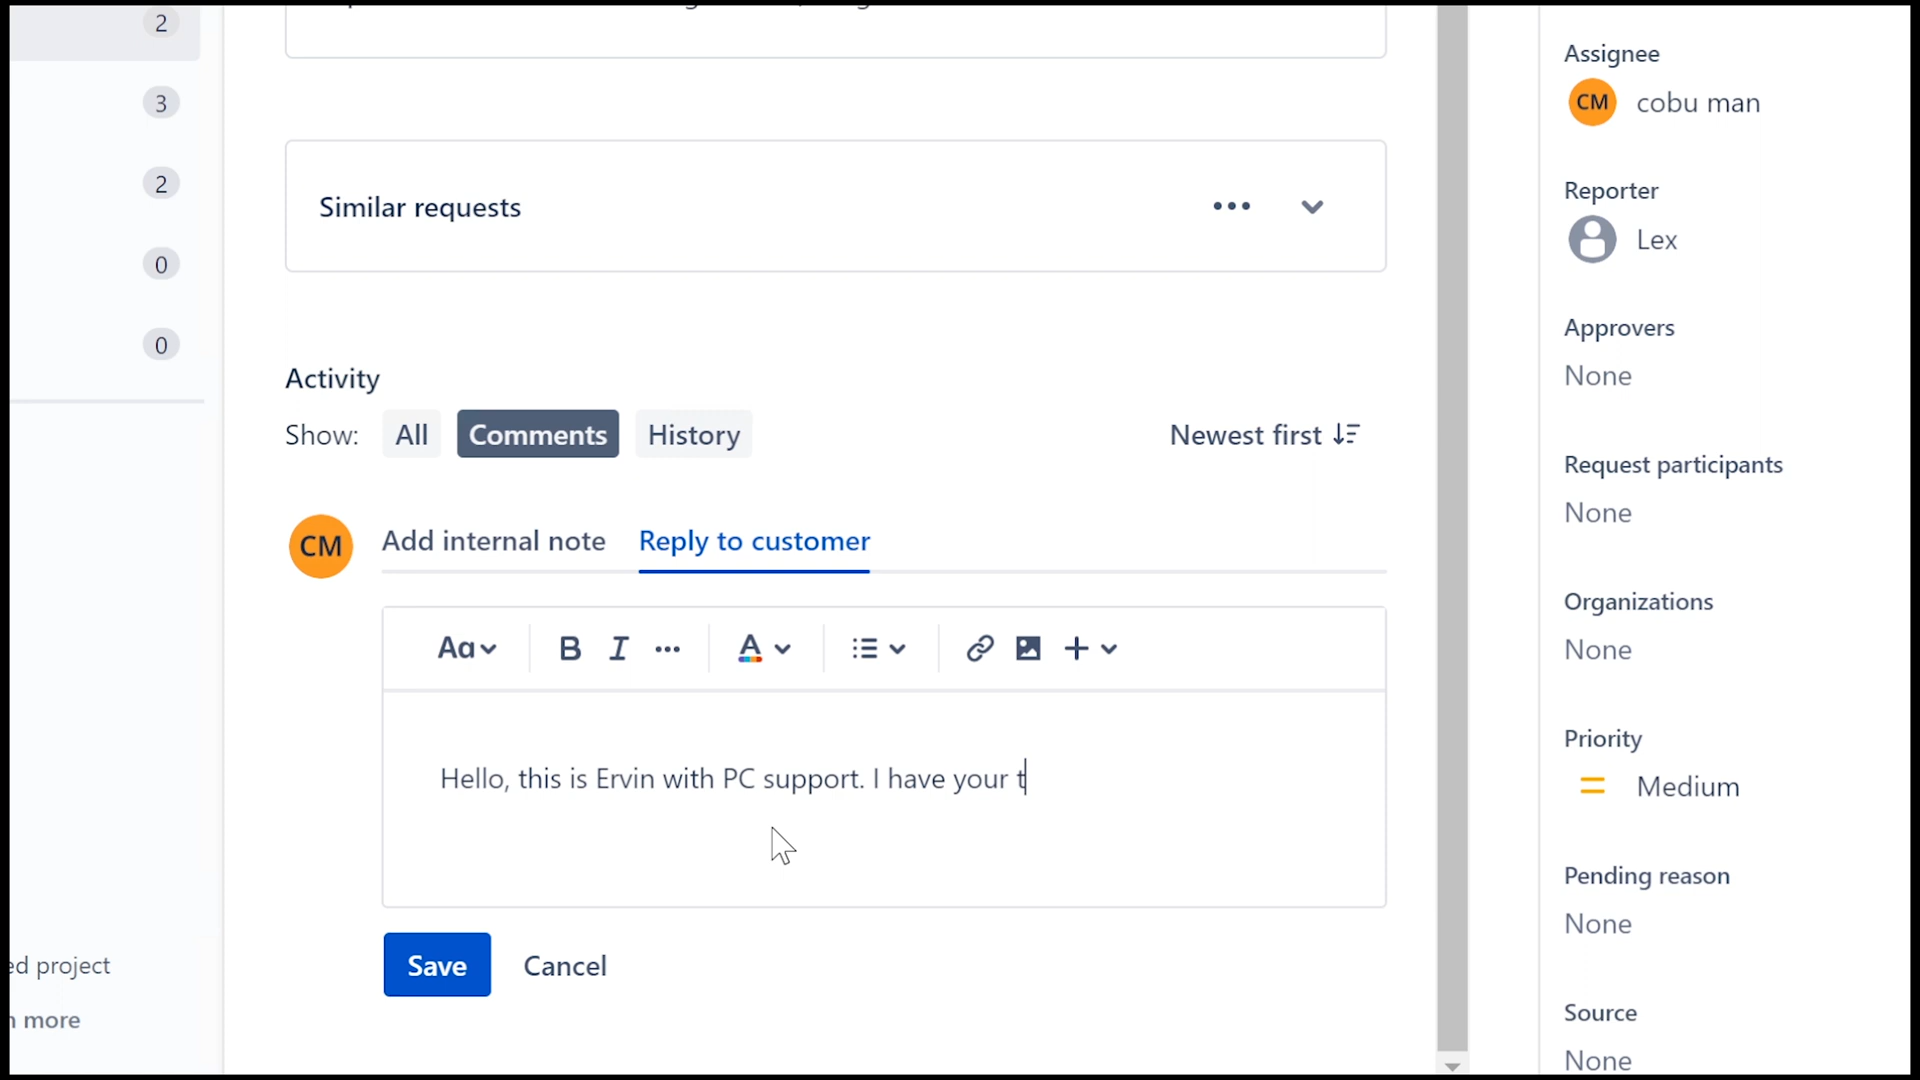 2
3
2
0
0
ed project
more
Similar requests
Activity
Show: All Comments History
Newest first
CM
Add internal note Reply to customer
Aa B I A
Hello, this is Ervin with PC support. I have your t
Save Cancel
Assignee
CM cobu man
Reporter
Lex
Approvers
None
Request participants
None
Organizations
None
Priority
Medium
Pending reason
None
Source
None